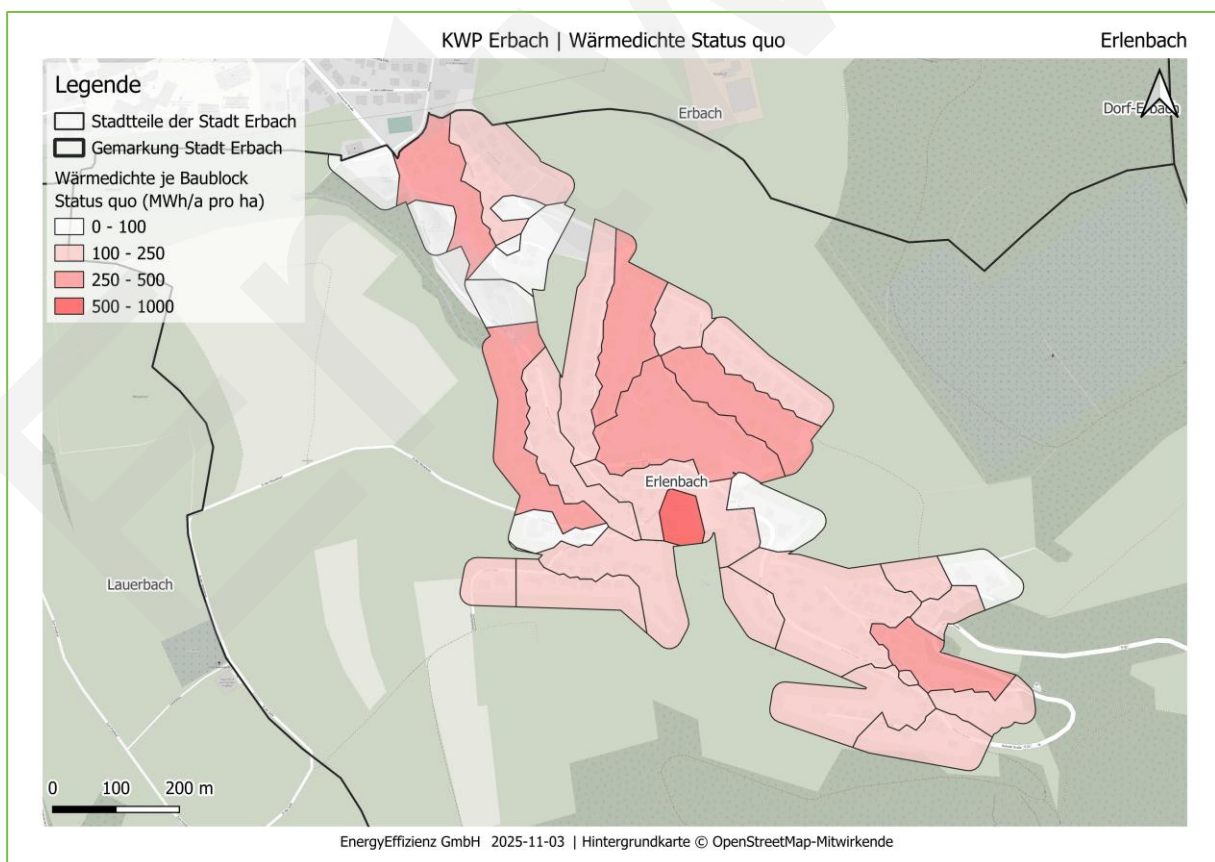 KWP Erbach | Wärmedichte Status quo
Erlenbach
Legende
Stadtteile der Stadt Erbach
Gemarkung Stadt Erbach
Wärmedichte je Baublock
Status quo (MWh/a pro ha)
0 - 100
100 - 250
250 - 500
500 - 1000
Erbach
Dorf-Erbach
Erlenbach
Lauerbach
0 100 200 m
EnergyEffizienz GmbH 2025-11-03 | Hintergrundkarte © OpenStreetMap-Mitwirkende